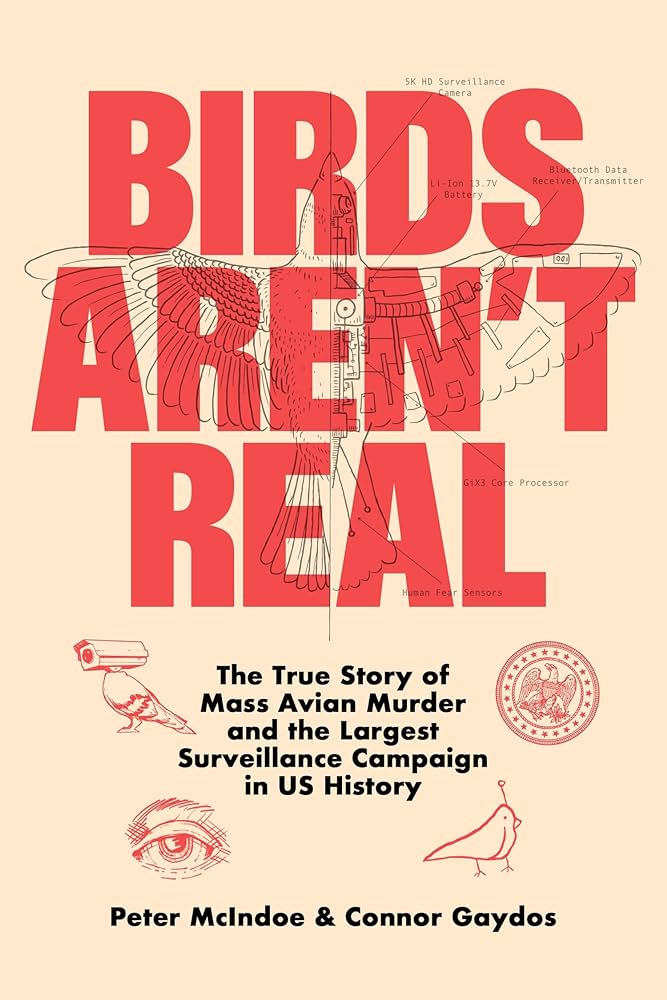 5K HD Surveillance
Camera
BIRDS
Li-Ion 13.7V
Battery
Bluetooth Data
Receiver/Transmitter
AREN'T
REAL
GiX3 Core Processor
Human Fear Sensors
The True Story of
Mass Avian Murder
and the Largest
Surveillance Campaign
in US History
Peter McIndoe & Connor Gaydos